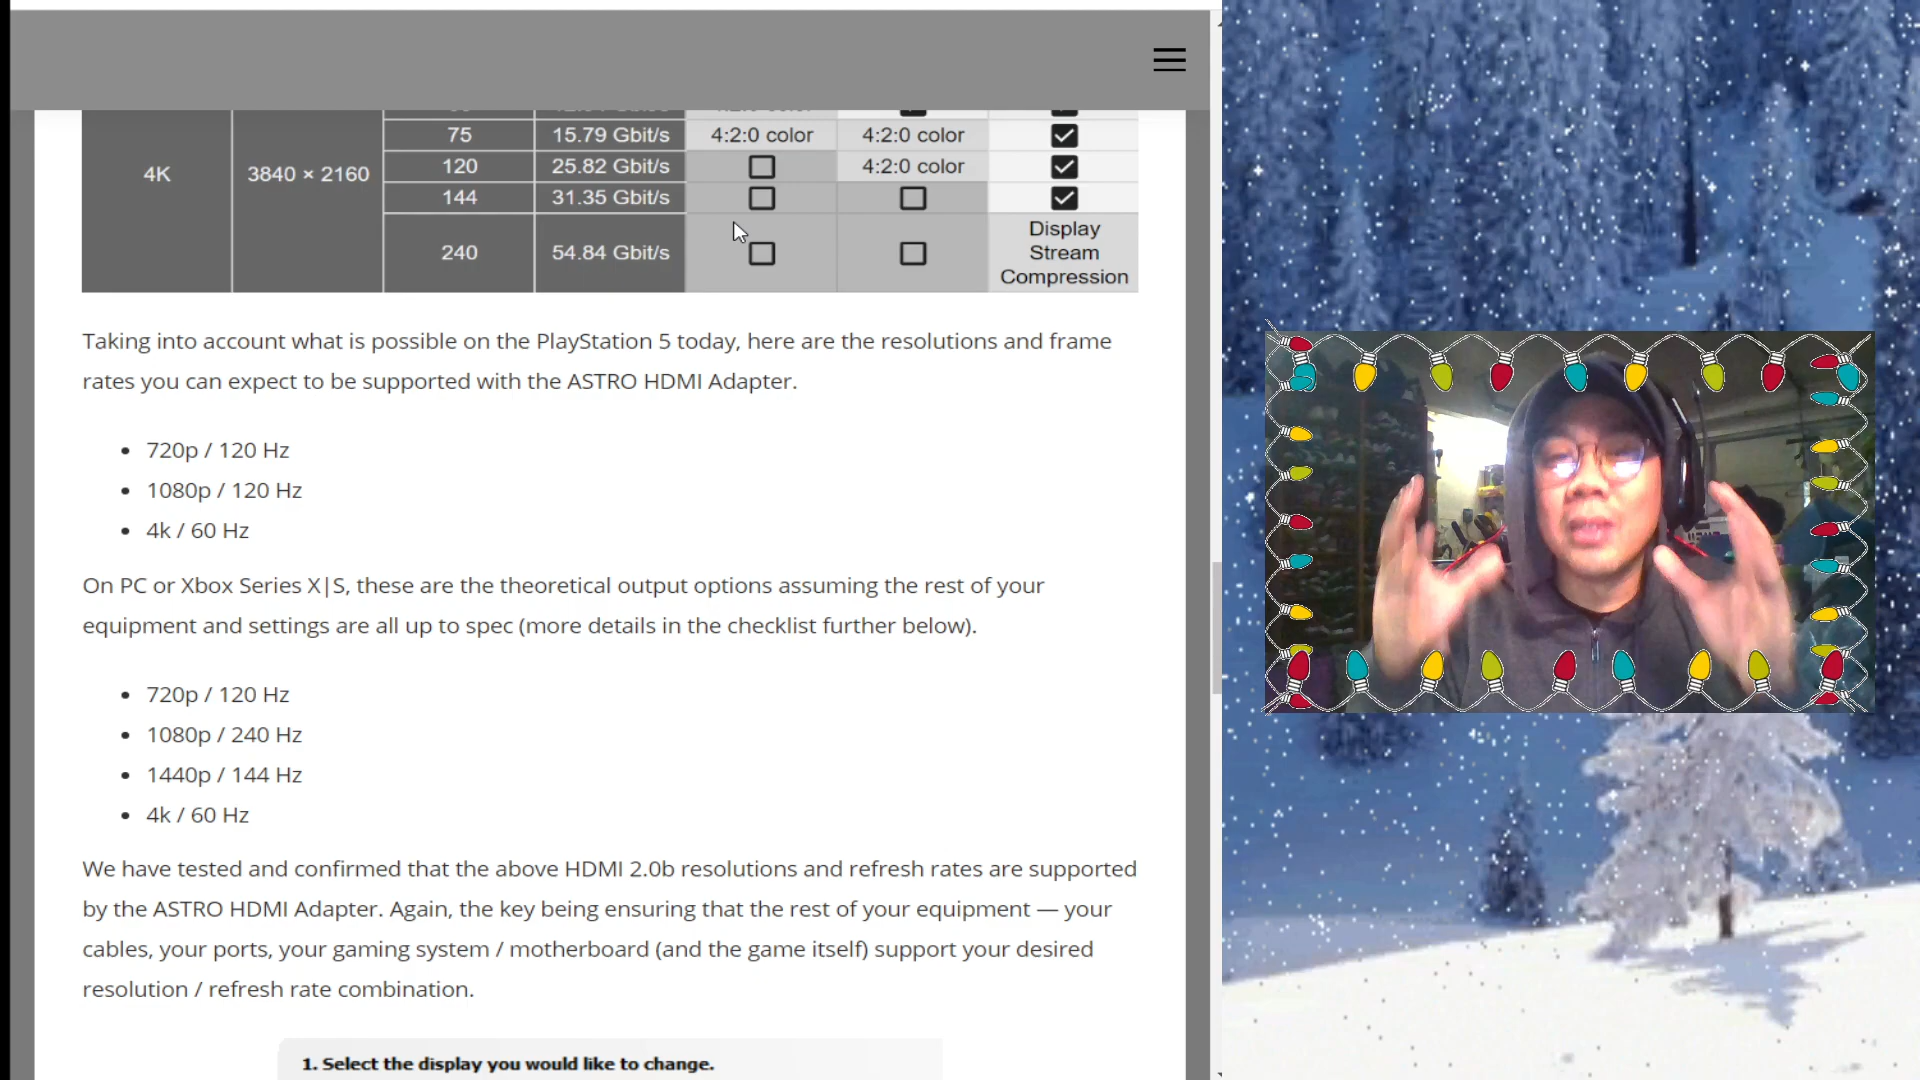 75 15.79 Gbit/s 4:2:0 color 4:2:0 color
4K 3840 × 2160 120 25.82 Gbit/s 4:2:0 color
144 31.35 Gbit/s
240 54.84 Gbit/s Display
Stream
Compression
Taking into account what is possible on the PlayStation 5 today, here are the resolutions and frame
rates you can expect to be supported with the ASTRO HDMI Adapter.
• 720p / 120 Hz
• 1080p / 120 Hz
• 4k / 60 Hz
On PC or Xbox Series X|S, these are the theoretical output options assuming the rest of your
equipment and settings are all up to spec (more details in the checklist further below).
• 720p / 120 Hz
• 1080p / 240 Hz
• 1440p / 144 Hz
• 4k / 60 Hz
We have tested and confirmed that the above HDMI 2.0b resolutions and refresh rates are supported
by the ASTRO HDMI Adapter. Again, the key being ensuring that the rest of your equipment — your
cables, your ports, your gaming system / motherboard (and the game itself) support your desired
resolution / refresh rate combination.
1. Select the display you would like to change.